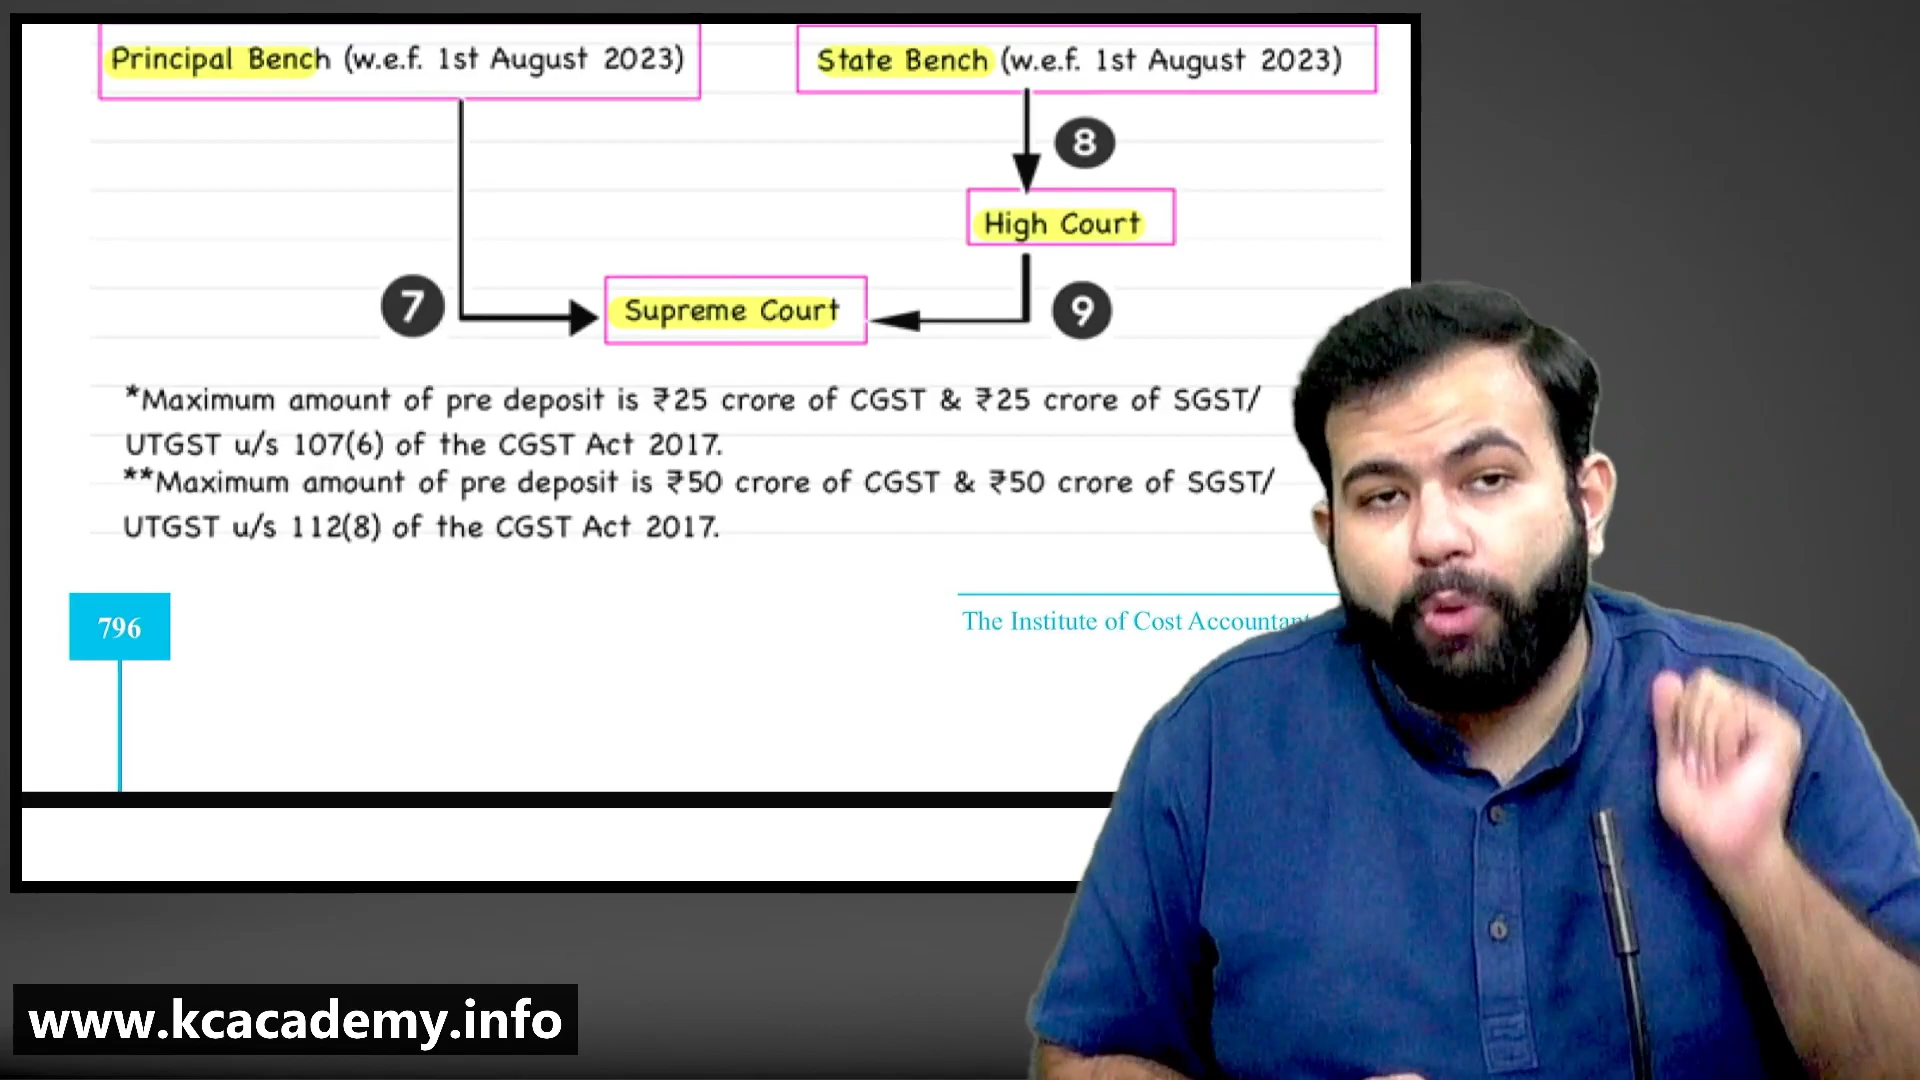 Principal Bench (w.e.f. 1st August 2023)
State Bench (w.e.f. 1st August 2023)
8
High Court
7
Supreme Court
9
*Maximum amount of pre deposit is ₹25 crore of CGST & ₹25 crore of SGST/
UTGST u/s 107(6) of the CGST Act 2017.
**Maximum amount of pre deposit is ₹50 crore of CGST & ₹50 crore of SGST/
UTGST u/s 112(8) of the CGST Act 2017.
796
The Institute of Cost Accountant
www.kcacademy.info